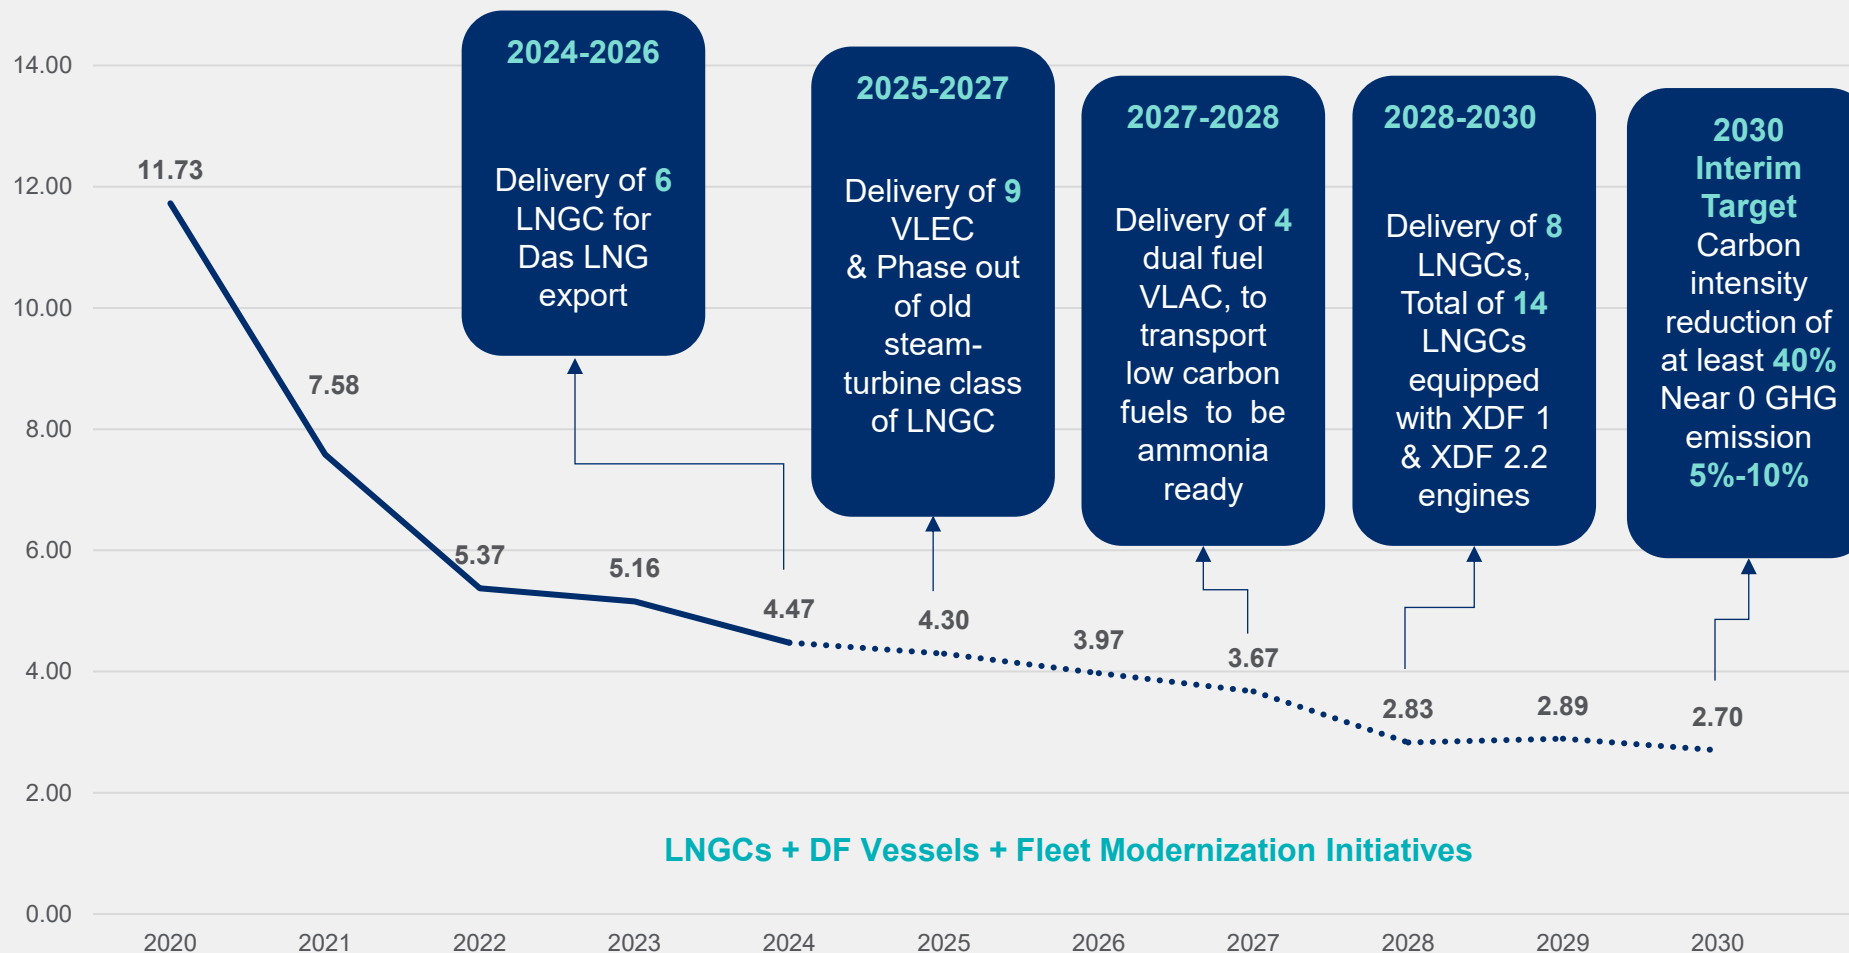 14.00
12.00
10.00
8.00
6.00
4.00
2.00
0.00
2024-2026
Delivery of 6
LNGC for
Das LNG
export
2025-2027
Delivery of 9
VLEC
& Phase out
of old
steam-
turbine class
of LNGC
2027-2028
Delivery of 4
dual fuel
VLAC, to
transport
low carbon
fuels to be
ammonia
ready
2028-2030
Delivery of 8
LNGCs,
Total of 14
LNGCs
equipped
with XDF 1
& XDF 2.2
engines
2030
Interim
Target
Carbon
intensity
reduction of
at least 40%
Near 0 GHG
emission
5%-10%
11.73
7.58
5.37
5.16
4.47
4.30
3.97
3.67
2.83
2.89
2.70
LNGCs + DF Vessels + Fleet Modernization Initiatives
2020
2021
2022
2023
2024
2025
2026
2027
2028
2029
2030